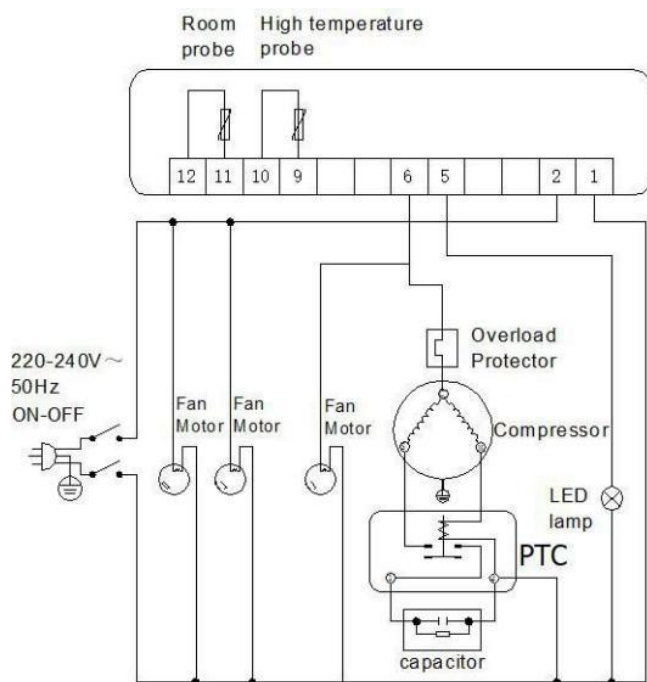 Room
probe
High temperature
probe
12 11 10 9 6 5 2 1
220-240V～
50Hz
ON-OFF
Overload
Protector
Fan
Motor
Fan
Motor
Fan
Motor
Compressor
LED
lamp
PTC
capacitor